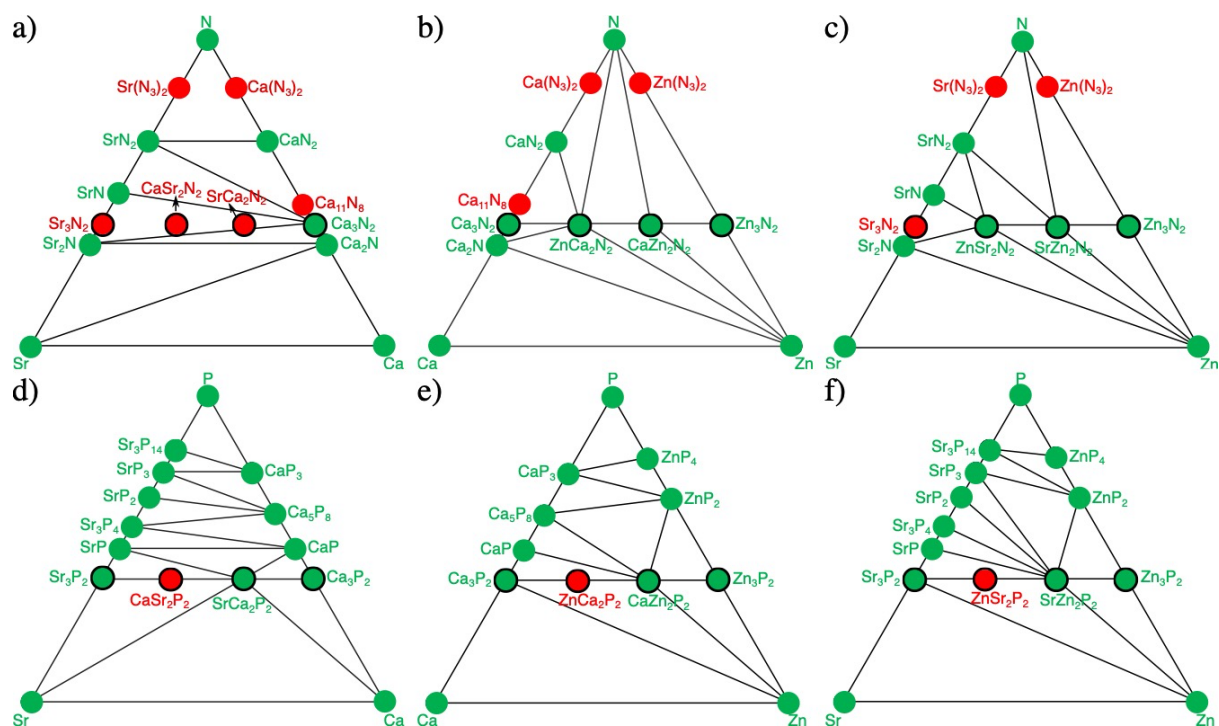 a)
N
Sr(N₃)₂
Ca(N₃)₂
SrN₂
CaN₂
SrN
CaSr₂N₂
SrCa₂N₂
Ca₁₁N₈
Sr₃N₂
Ca₃N₂
Sr₂N
Ca₂N
Sr
Ca
b)
N
Ca(N₃)₂
Zn(N₃)₂
CaN₂
Ca₁₁N₈
Ca₃N₂
Zn₃N₂
Ca₂N
ZnCa₂N₂
CaZn₂N₂
Ca
Zn
c)
N
Sr(N₃)₂
Zn(N₃)₂
SrN₂
SrN
Sr₃N₂
Zn₃N₂
Sr₂N
ZnSr₂N₂
SrZn₂N₂
Sr
Zn
d)
P
Sr₃P₁₄
SrP₃
CaP₃
SrP₂
Ca₅P₈
Sr₃P₄
SrP
CaP
Sr₃P₂
Ca₃P₂
CaSr₂P₂
SrCa₂P₂
Sr
Ca
e)
P
ZnP₄
CaP₃
ZnP₂
Ca₅P₈
CaP
Ca₃P₂
Zn₃P₂
ZnCa₂P₂
CaZn₂P₂
Ca
Zn
f)
P
Sr₃P₁₄
ZnP₄
SrP₃
SrP₂
ZnP₂
Sr₃P₄
SrP
Sr₃P₂
Zn₃P₂
ZnSr₂P₂
SrZn₂P₂
Sr
Zn